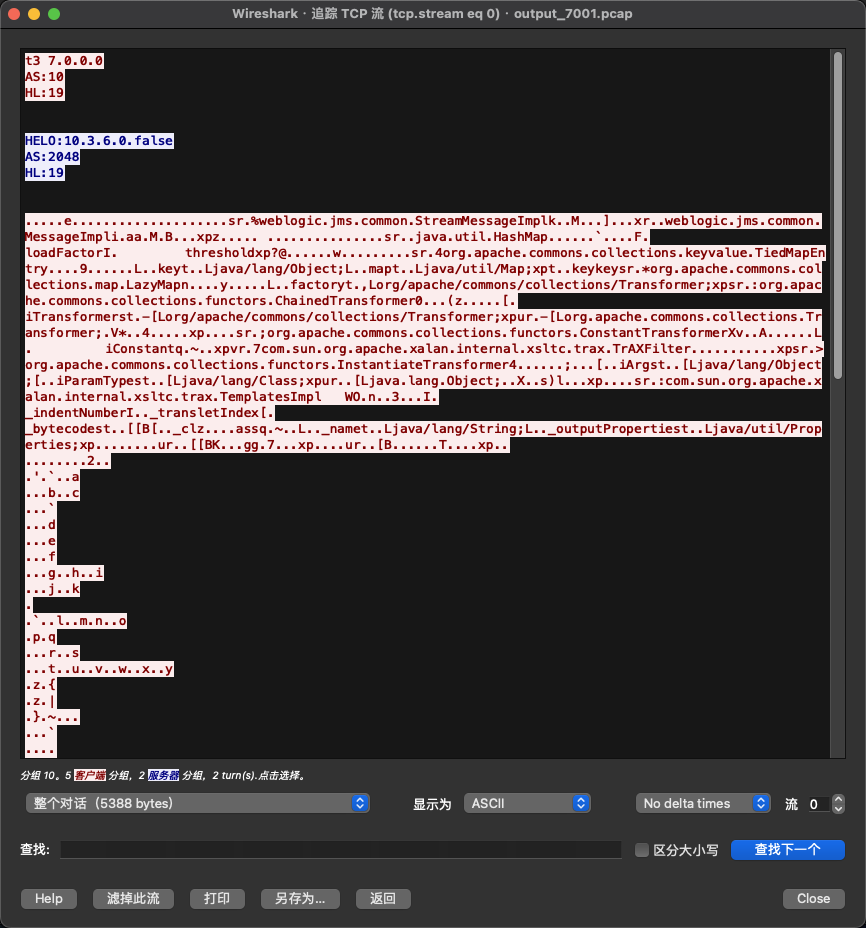 Wireshark · 追踪 TCP 流 (tcp.stream eq 0) · output_7001.pcap
t3 7.0.0.0
AS:10
HL:19
HELO:10.3.6.0.false
AS:2048
HL:19
.....e....................sr.%weblogic.jms.common.StreamMessageImplk..M...]...xr..weblogic.jms.common.
MessageImpli.aa.M.B...xpz..... ...............sr..java.util.HashMap......`....F.
loadFactorI. thresholdxp?@......w.........sr.4org.apache.commons.collections.keyvalue.TiedMapEn
try....9......L..keyt..Ljava/lang/Object;L..mapt..Ljava/util/Map;xpt..keykeysr.*org.apache.commons.col
lections.map.LazyMapn....y.....L..factoryt.,Lorg/apache/commons/collections/Transformer;xpsr.:org.apac
he.commons.collections.functors.ChainedTransformer0...(z.....[.
iTransformerst.-[Lorg/apache/commons/collections/Transformer;xpur.-[Lorg.apache.commons.collections.Tr
ansformer;.V*..4.....xp....sr.;org.apache.commons.collections.functors.ConstantTransformerXv..A......L
. iConstantq.~..xpvr.7com.sun.org.apache.xalan.internal.xsltc.trax.TrAXFilter...........xpsr.>
org.apache.commons.collections.functors.InstantiateTransformer4......;...[..iArgst..[Ljava/lang/Object
;[..iParamTypest..[Ljava/lang/Class;xpur..[Ljava.lang.Object;..X..s)l...xp....sr.:com.sun.org.apache.x
alan.internal.xsltc.trax.TemplatesImpl WO.n..3...I.
_indentNumberI.._transletIndex[.
_bytecodest..[[B[.._clz....assq.~..L.._namet..Ljava/lang/String;L.._outputPropertiest..Ljava/util/Prop
erties;xp........ur..[[BK...gg.7...xp....ur..[B......T....xp..
........2..
.'.`..a
...b..c
...`
...d
...e
...f
...g..h..i
...j..k
.
.`..l..m.n..o
.p.q
...r..s
...t..u..v..w..x..y
.z.{
.z.|
.}.~...
...`
....
分组 10。5 客户端 分组，2 服务器 分组，2 turn(s).点击选择。
整个对话（5388 bytes） 显示为 ASCII No delta times 流 0
查找: 区分大小写 查找下一个
Help 滤掉此流 打印 另存为… 返回 Close